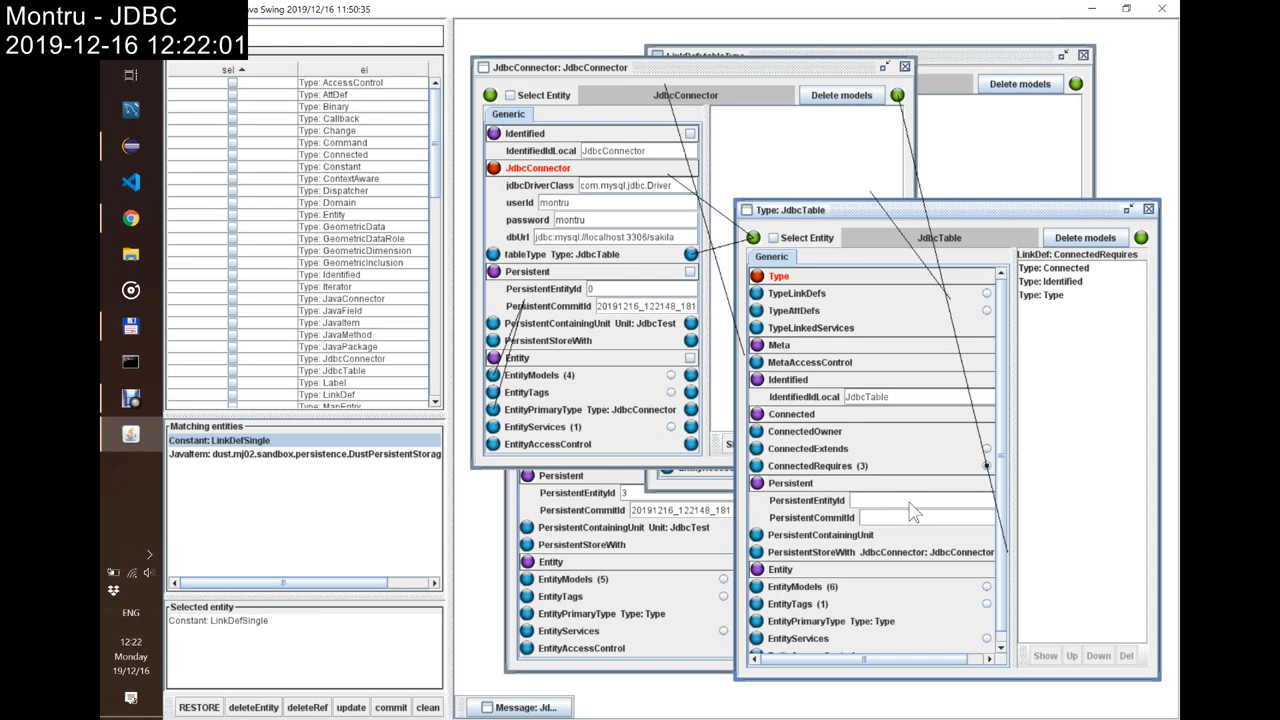 Montru - JDBC
2019-12-16 12:22:01
va Swing 2019/12/16 11:50:35
sel
ei
Type: AccessControl
Type: AttDef
Type: Binary
Type: Callback
Type: Change
Type: Command
Type: Connected
Type: Constant
Type: ContextAware
Type: Dispatcher
Type: Domain
Type: Entity
Type: GeometricData
Type: GeometricDataRole
Type: GeometricDimension
Type: GeometricInclusion
Type: Identified
Type: Iterator
Type: JavaConnector
Type: JavaField
Type: JavaItem
Type: JavaMethod
Type: JavaPackage
Type: JdbcConnector
Type: JdbcTable
Type: Label
Type: LinkDef
Type: MapEntry
Matching entities
Constant: LinkDefSingle
JavaItem: dust.mj02.sandbox.persistence.DustPersistentStorag
Selected entity
Constant: LinkDefSingle
RESTORE
deleteEntity
deleteRef
update
commit
clean
ENG
12:22
Monday
19/12/16
LinkDef: tableType
Delete models
JdbcConnector: JdbcConnector
Select Entity
JdbcConnector
Delete models
Generic
Identified
IdentifiedIdLocal JdbcConnector
JdbcConnector
jdbcDriverClass com.mysql.jdbc.Driver
userId montru
password montru
dbUrl jdbc:mysql://localhost:3306/sakila
tableType Type: JdbcTable
Persistent
PersistentEntityId 0
PersistentCommitId 20191216_122148_181
PersistentContainingUnit Unit: JdbcTest
PersistentStoreWith
Entity
EntityModels (4)
EntityTags
EntityPrimaryType Type: JdbcConnector
EntityServices (1)
EntityAccessControl
Persistent
PersistentEntityId 3
PersistentCommitId 20191216_122148_181
PersistentContainingUnit Unit: JdbcTest
PersistentStoreWith
Entity
EntityModels (5)
EntityTags
EntityPrimaryType Type: Type
EntityServices
EntityAccessControl
Type: JdbcTable
Select Entity
JdbcTable
Delete models
Generic
Type
TypeLinkDefs
TypeAttDefs
TypeLinkedServices
Meta
MetaAccessControl
Identified
IdentifiedIdLocal JdbcTable
Connected
ConnectedOwner
ConnectedExtends
ConnectedRequires (3)
Persistent
PersistentEntityId
PersistentCommitId
PersistentContainingUnit
PersistentStoreWith JdbcConnector: JdbcConnector
Entity
EntityModels (6)
EntityTags (1)
EntityPrimaryType Type: Type
EntityServices
LinkDef: ConnectedRequires
Type: Connected
Type: Identified
Type: Type
Show
Up
Down
Del
Message: Jd...